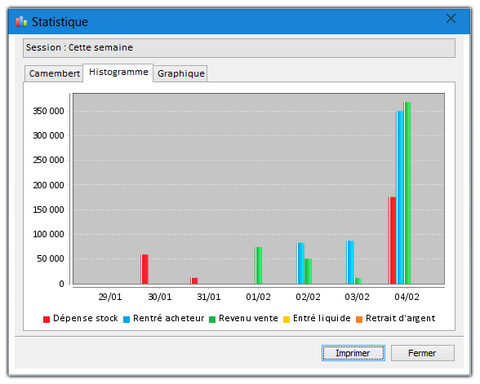 Statistique
Session : Cette semaine
Camembert Histogramme Graphique
350 000
300 000
250 000
200 000
150 000
100 000
50 000
0
29/01 30/01 31/01 01/02 02/02 03/02 04/02
Dépense stock Rentré acheteur Revenu vente Entré liquide Retrait d'argent
Imprimer Fermer